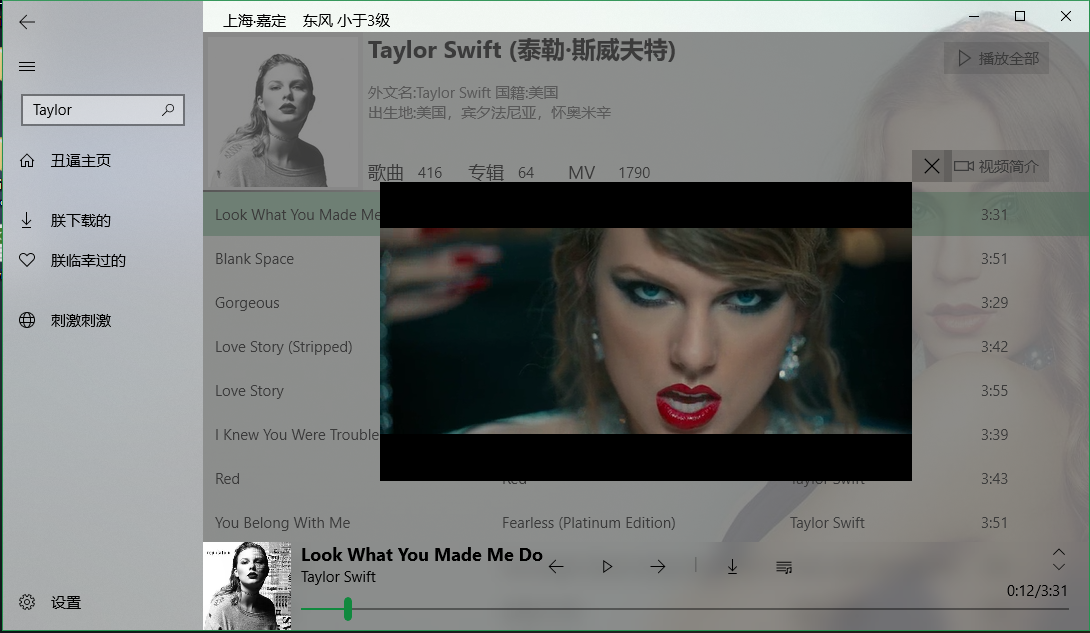 上海·嘉定 东风 小于3级
Taylor
丑逼主页
朕下载的
朕临幸过的
刺激刺激
设置
Taylor Swift (泰勒·斯威夫特)
播放全部
外文名:Taylor Swift 国籍:美国
出生地:美国，宾夕法尼亚，怀奥米辛
歌曲 416 专辑 64 MV 1790
视频简介
Look What You Made Me 3:31
Blank Space 3:51
Gorgeous 3:29
Love Story (Stripped) 3:42
Love Story 3:55
I Knew You Were Trouble 3:39
Red Red Taylor Swift 3:43
You Belong With Me Fearless (Platinum Edition) Taylor Swift 3:51
Look What You Made Me Do
Taylor Swift
0:12/3:31